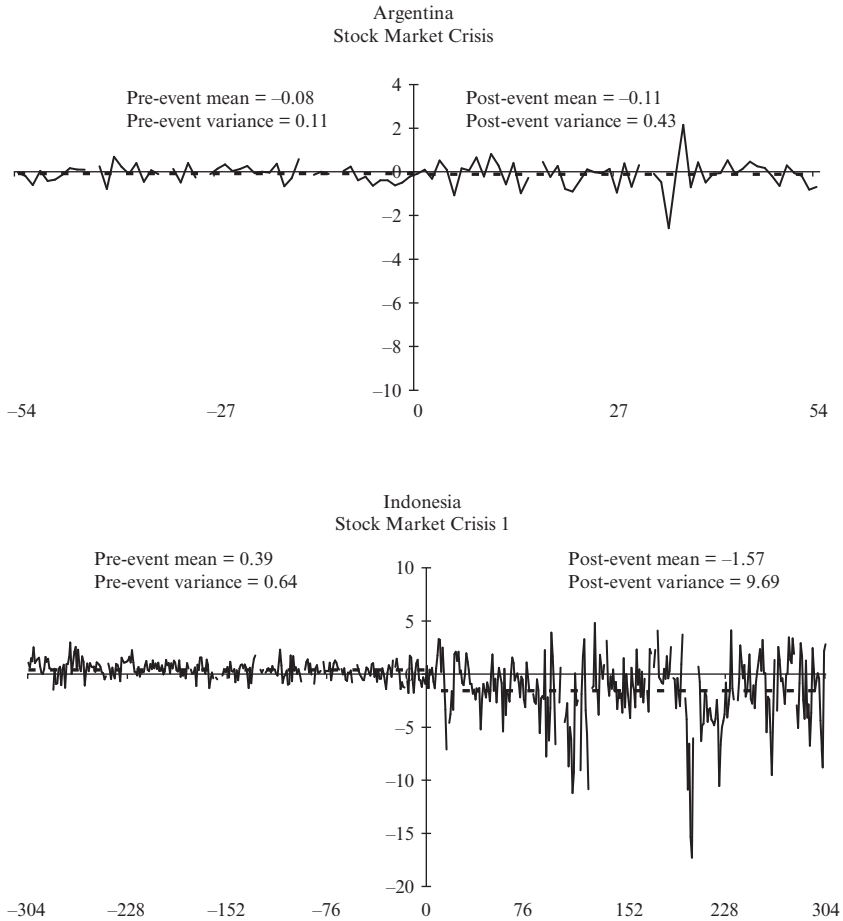 Argentina
Stock Market Crisis
Pre-event mean = –0.08
Pre-event variance = 0.11
Post-event mean = –0.11
Post-event variance = 0.43
4
2
0
–2
–4
–6
–8
–10
–54
–27
0
27
54
Indonesia
Stock Market Crisis 1
Pre-event mean = 0.39
Pre-event variance = 0.64
Post-event mean = –1.57
Post-event variance = 9.69
10
5
0
–5
–10
–15
–20
–304
–228
–152
–76
0
76
152
228
304